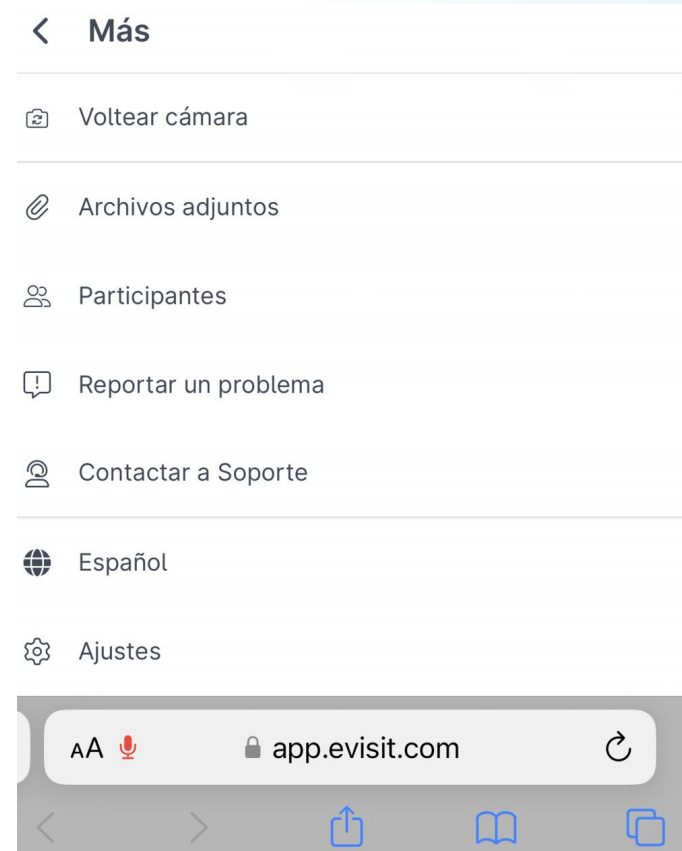 Más
Voltear cámara
Archivos adjuntos
Participantes
Reportar un problema
Contactar a Soporte
Español
Ajustes
AA app.evisit.com